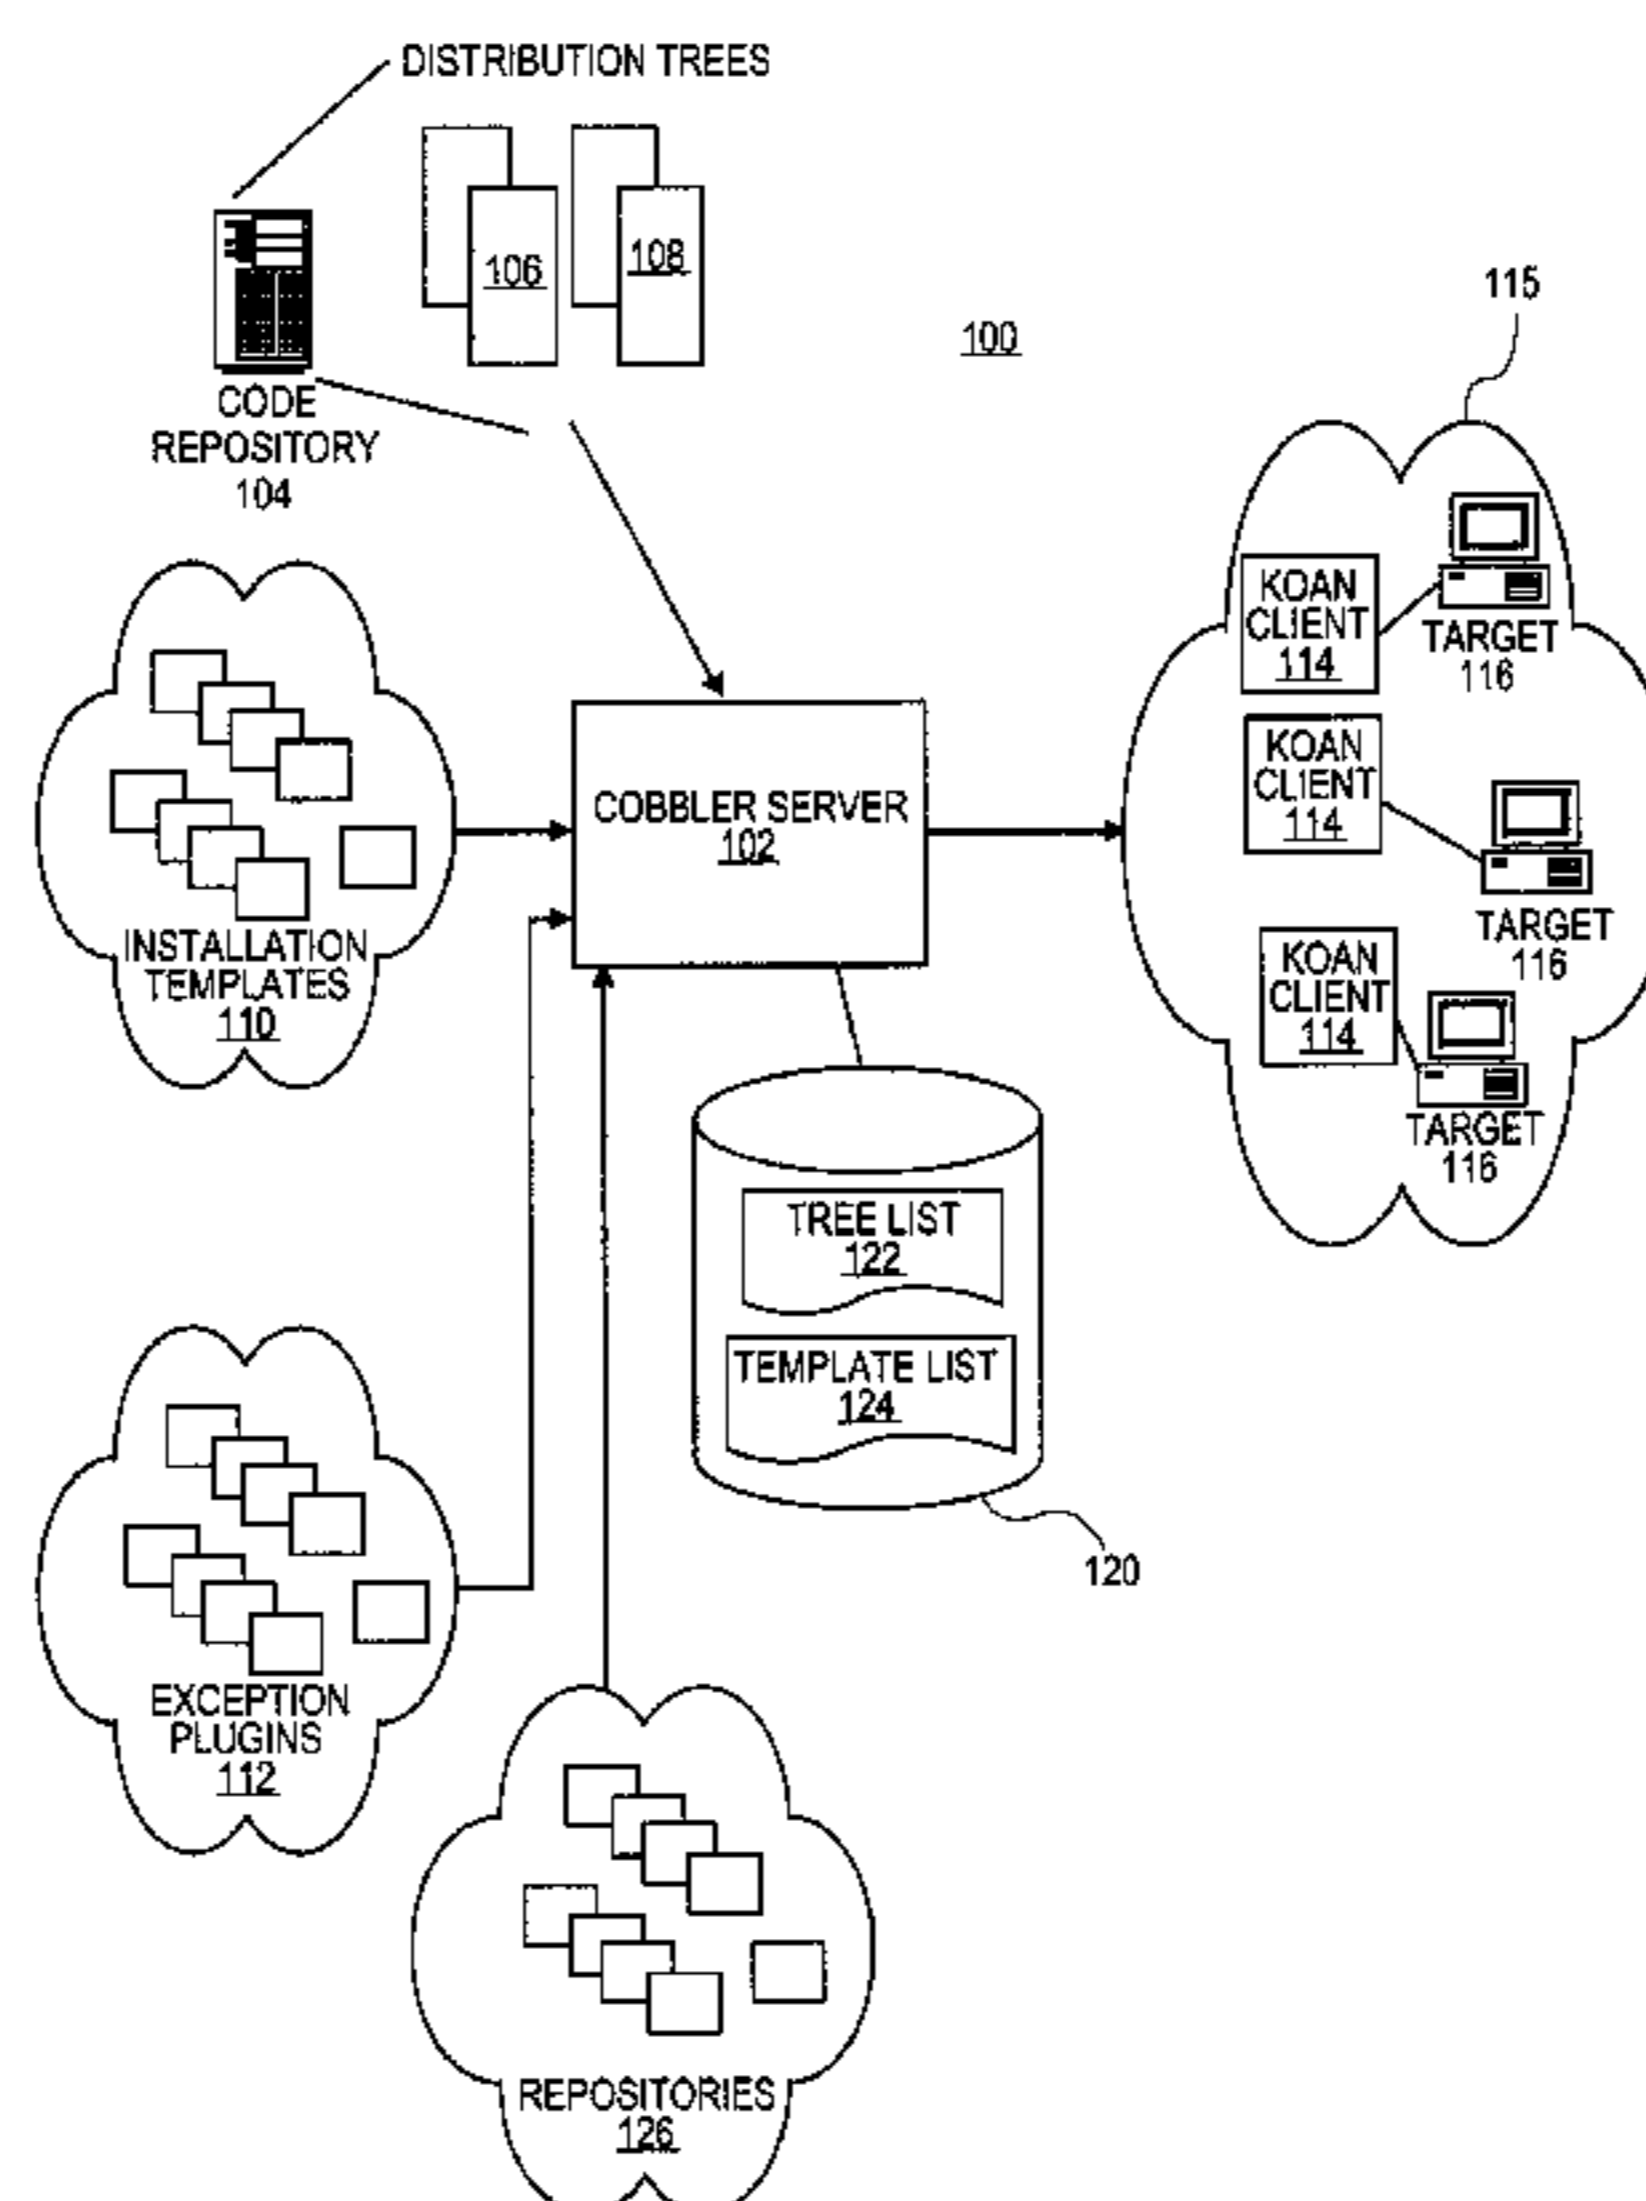 DISTRIBUTION TREES
106
108
100
115
CODE
REPOSITORY
104
KOAN
CLIENT
114
TARGET
116
KOAN
CLIENT
114
TARGET
116
KOAN
CLIENT
114
TARGET
116
COBBLER SERVER
102
INSTALLATION
TEMPLATES
110
TREE LIST
122
TEMPLATE LIST
124
120
EXCEPTION
PLUGINS
112
REPOSITORIES
126